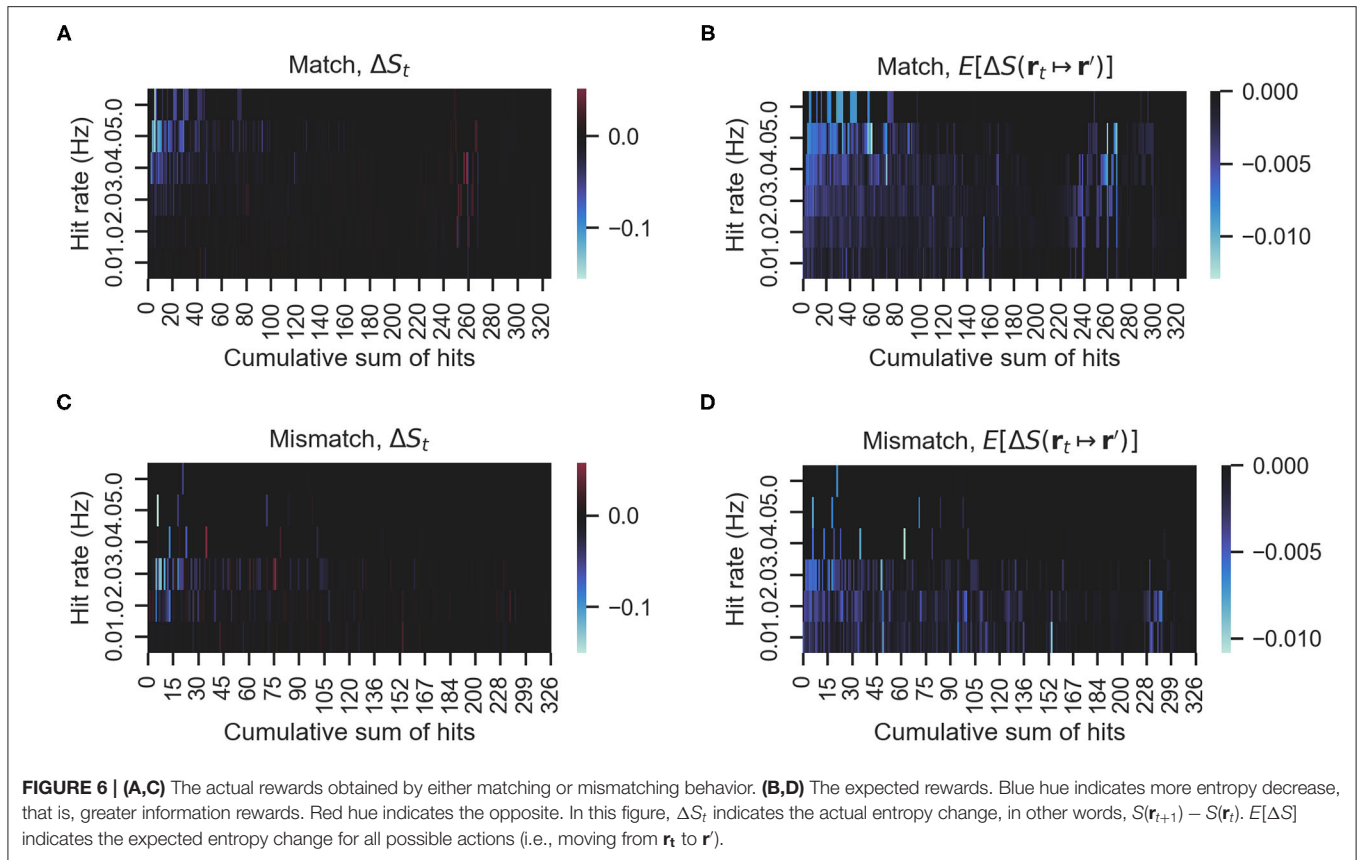 A
Match, ΔS_t
Hit rate (Hz)
0.01.02.03.04.05.0
0 20 40 60 80 100 120 140 160 180 200 220 240 260 280 300 320
Cumulative sum of hits
0.0
−0.1
B
Match, E[ΔS(r_t ↦ r′)]
Hit rate (Hz)
0.01.02.03.04.05.0
0 20 40 60 80 100 120 140 160 180 200 220 240 260 280 300 320
Cumulative sum of hits
0.000
−0.005
−0.010
C
Mismatch, ΔS_t
Hit rate (Hz)
0.01.02.03.04.05.0
0 15 30 45 60 75 90 105 120 136 152 167 184 200 228 299 326
Cumulative sum of hits
0.0
−0.1
D
Mismatch, E[ΔS(r_t ↦ r′)]
Hit rate (Hz)
0.01.02.03.04.05.0
0 15 30 45 60 75 90 105 120 136 152 167 184 200 228 299 326
Cumulative sum of hits
0.000
−0.005
−0.010
FIGURE 6 | (A,C) The actual rewards obtained by either matching or mismatching behavior. (B,D) The expected rewards. Blue hue indicates more entropy decrease,
that is, greater information rewards. Red hue indicates the opposite. In this figure, ΔS_t indicates the actual entropy change, in other words, S(r_{t+1}) − S(r_t). E[ΔS]
indicates the expected entropy change for all possible actions (i.e., moving from r_t to r′).